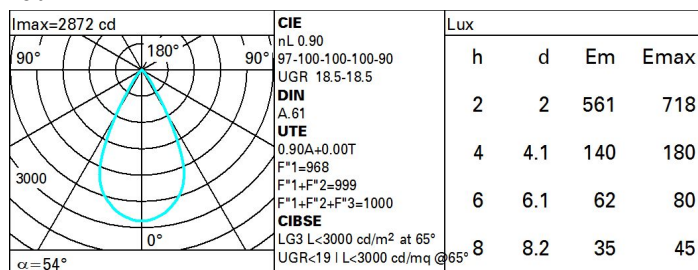 Imax=2872 cd
90°
180°
90°
3000
0°
α=54°
CIE
nL 0.90
97-100-100-100-90
UGR 18.5-18.5
DIN
A.61
UTE
0.90A+0.00T
F"1=968
F"1+F"2=999
F"1+F"2+F"3=1000
CIBSE
LG3 L<3000 cd/m² at 65°
UGR<19 | L<3000 cd/mq @65°
Lux
h d Em Emax
2 2 561 718
4 4.1 140 180
6 6.1 62 80
8 8.2 35 45